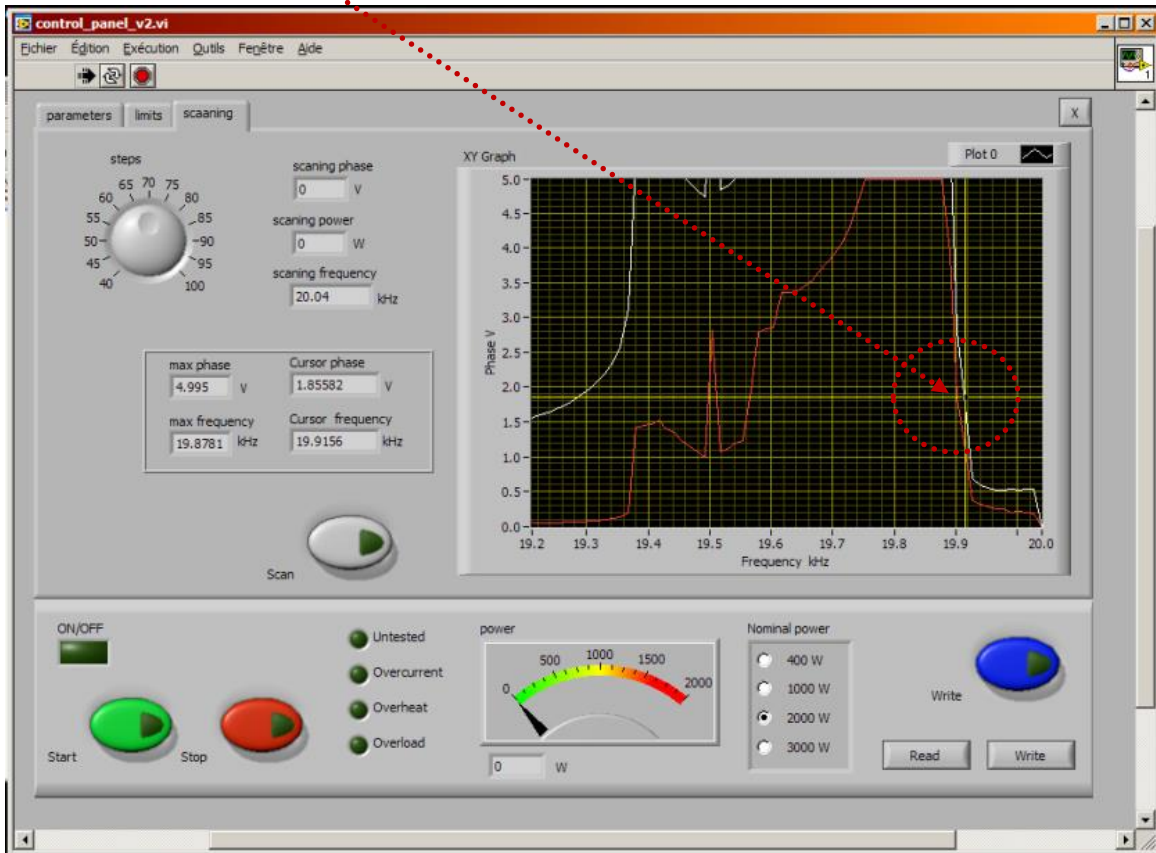 control_panel_v2.vi
Fichier Édition Exécution Outils Fenêtre Aide
1
parameters limits scaaning X
steps
40 45 50 55 60 65 70 75 80 85 90 95 100
scaning phase
0 V
scaning power
0 W
scaning frequency
20.04 kHz
max phase Cursor phase
4.995 V 1.85582 V
max frequency Cursor frequency
19.8781 kHz 19.9156 kHz
Scan
XY Graph Plot 0
Phase V
5.0
4.5
4.0
3.5
3.0
2.5
2.0
1.5
1.0
0.5
0.0
19.2 19.3 19.4 19.5 19.6 19.7 19.8 19.9 20.0
Frequency kHz
ON/OFF
Start Stop
Untested
Overcurrent
Overheat
Overload
power
0 500 1000 1500 2000
0 W
Nominal power
400 W
1000 W
2000 W
3000 W
Write
Read Write